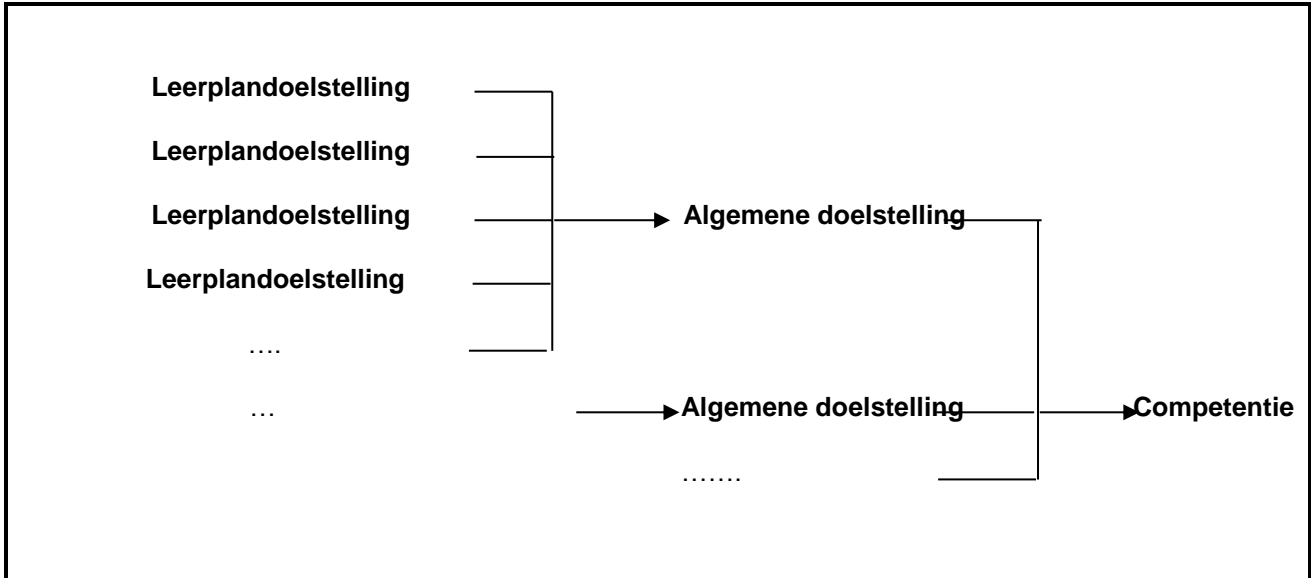 Leerplandoelstelling
Leerplandoelstelling
Leerplandoelstelling Algemene doelstelling
Leerplandoelstelling
….
… Algemene doelstelling Competentie
…….